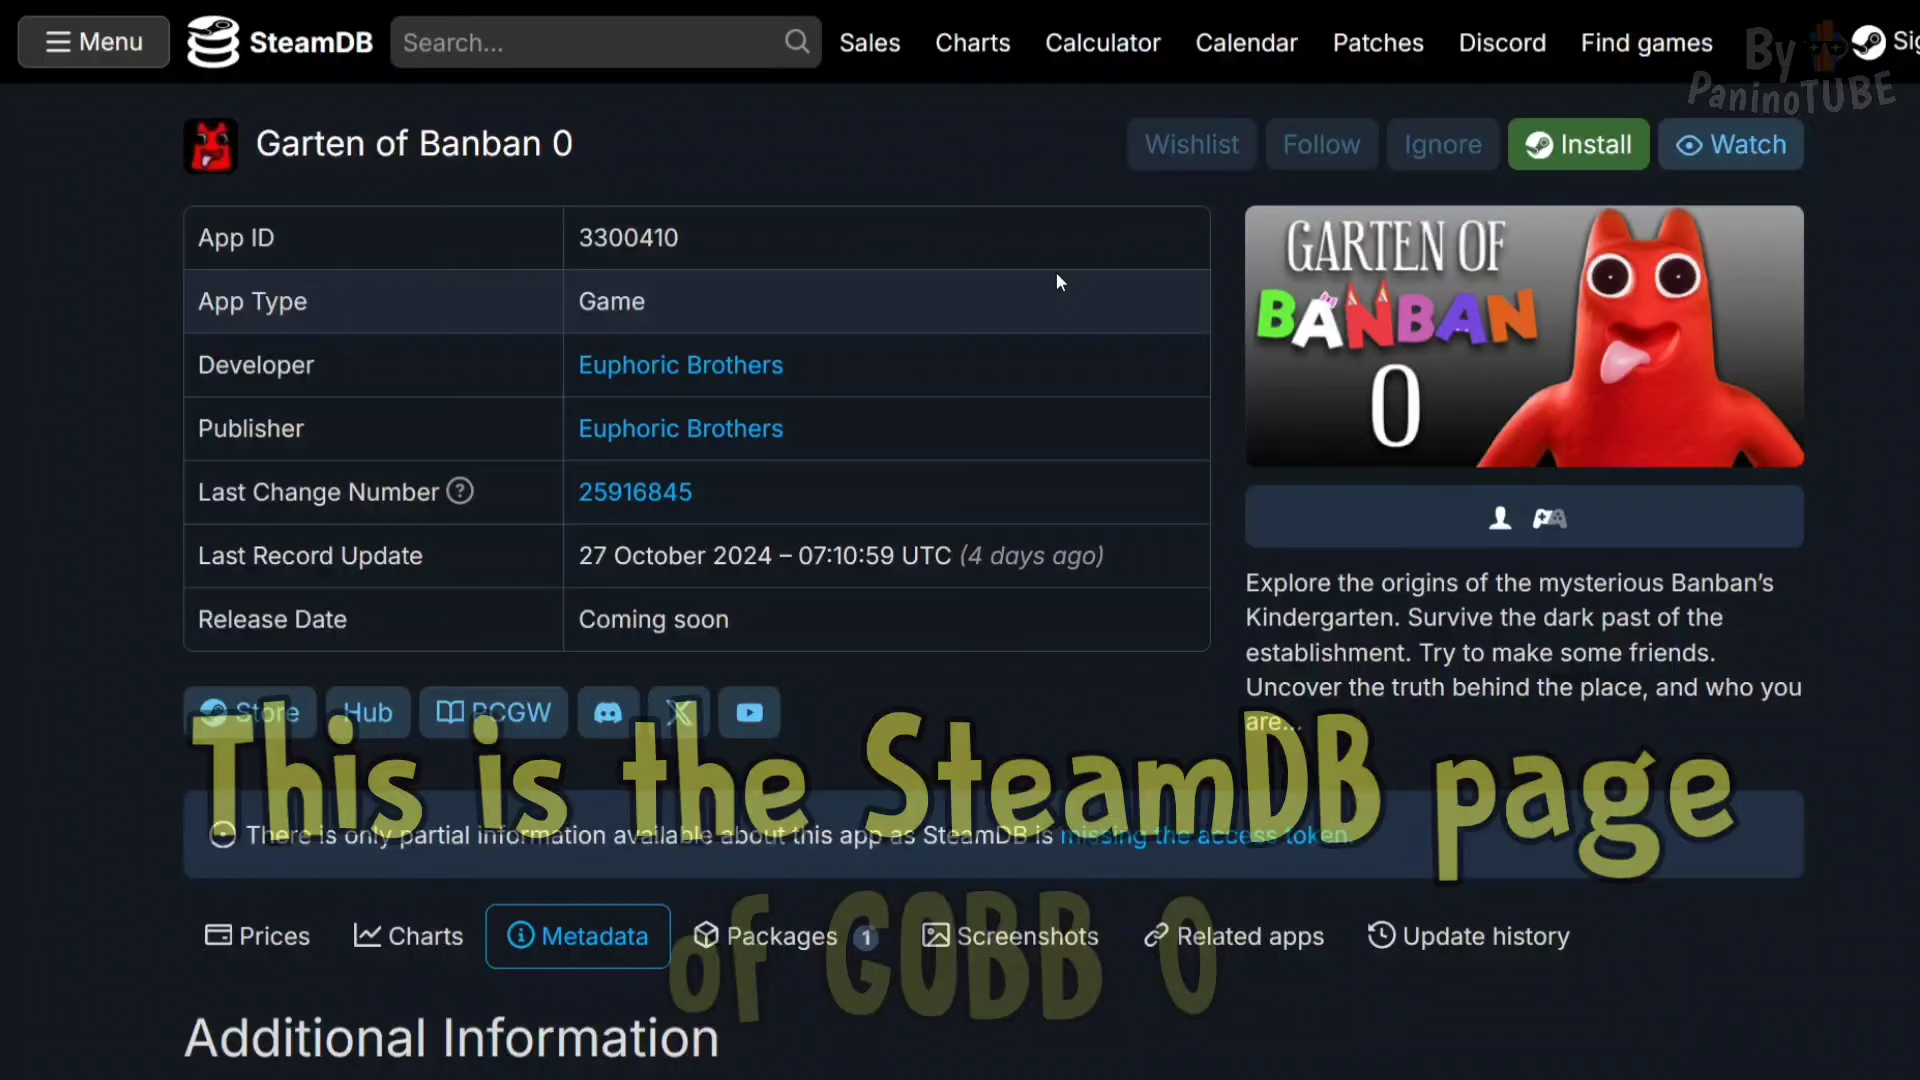 Menu
SteamDB
Search...
Sales
Charts
Calculator
Calendar
Patches
Discord
Find games
By
PaninoTUBE
Garten of Banban 0
Wishlist
Follow
Ignore
Install
Watch
App ID
3300410
App Type
Game
Developer
Euphoric Brothers
Publisher
Euphoric Brothers
Last Change Number ?
25916845
Last Record Update
27 October 2024 – 07:10:59 UTC (4 days ago)
Release Date
Coming soon
GARTEN OF
BANBAN
0
Explore the origins of the mysterious Banban’s
Kindergarten. Survive the dark past of the
establishment. Try to make some friends.
Uncover the truth behind the place, and who you
are...
Store
Hub
PCGW
This is the SteamDB page
of GOBB 0
There is only partial information available about this app as SteamDB is missing the access token.
Prices
Charts
Metadata
Packages 1
Screenshots
Related apps
Update history
Additional Information